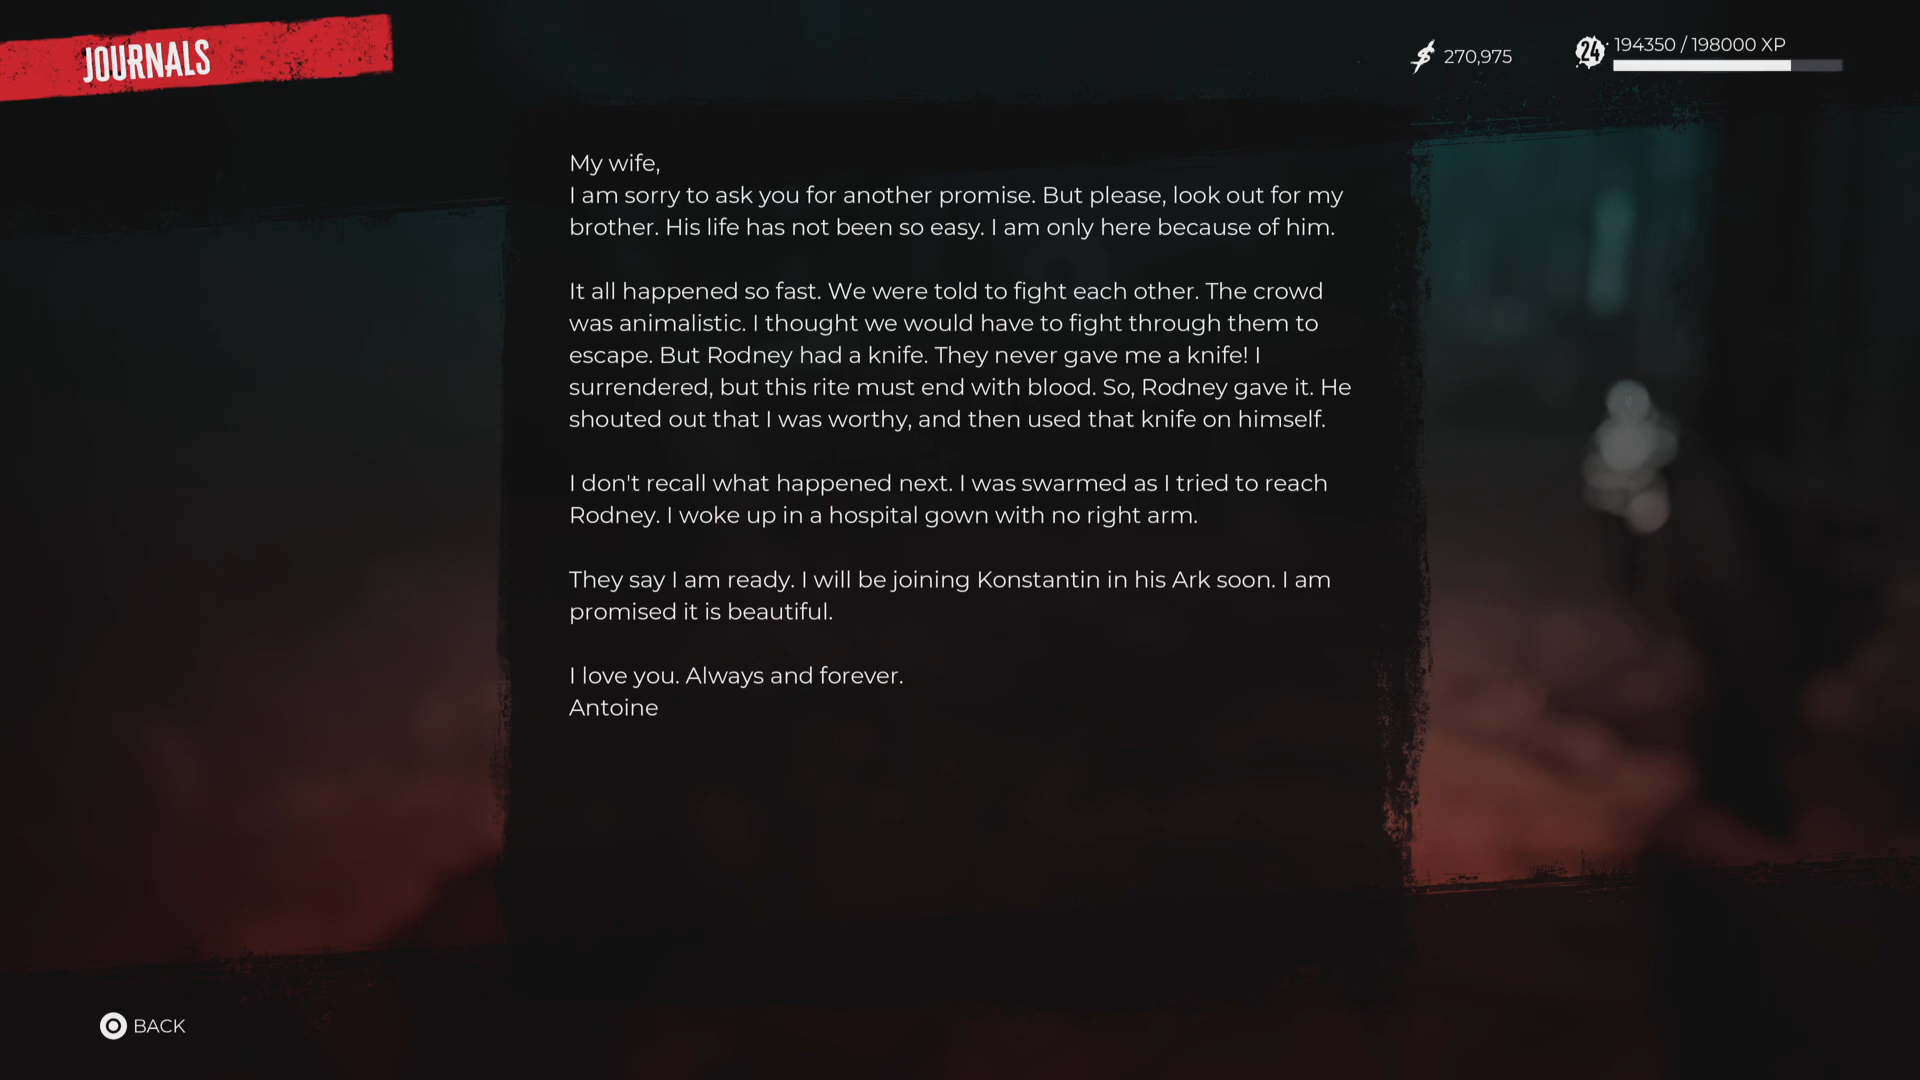 JOURNALS
270,975
24
194350 / 198000 XP
My wife,
I am sorry to ask you for another promise. But please, look out for my
brother. His life has not been so easy. I am only here because of him.
It all happened so fast. We were told to fight each other. The crowd
was animalistic. I thought we would have to fight through them to
escape. But Rodney had a knife. They never gave me a knife! I
surrendered, but this rite must end with blood. So, Rodney gave it. He
shouted out that I was worthy, and then used that knife on himself.
I don't recall what happened next. I was swarmed as I tried to reach
Rodney. I woke up in a hospital gown with no right arm.
They say I am ready. I will be joining Konstantin in his Ark soon. I am
promised it is beautiful.
I love you. Always and forever.
Antoine
BACK